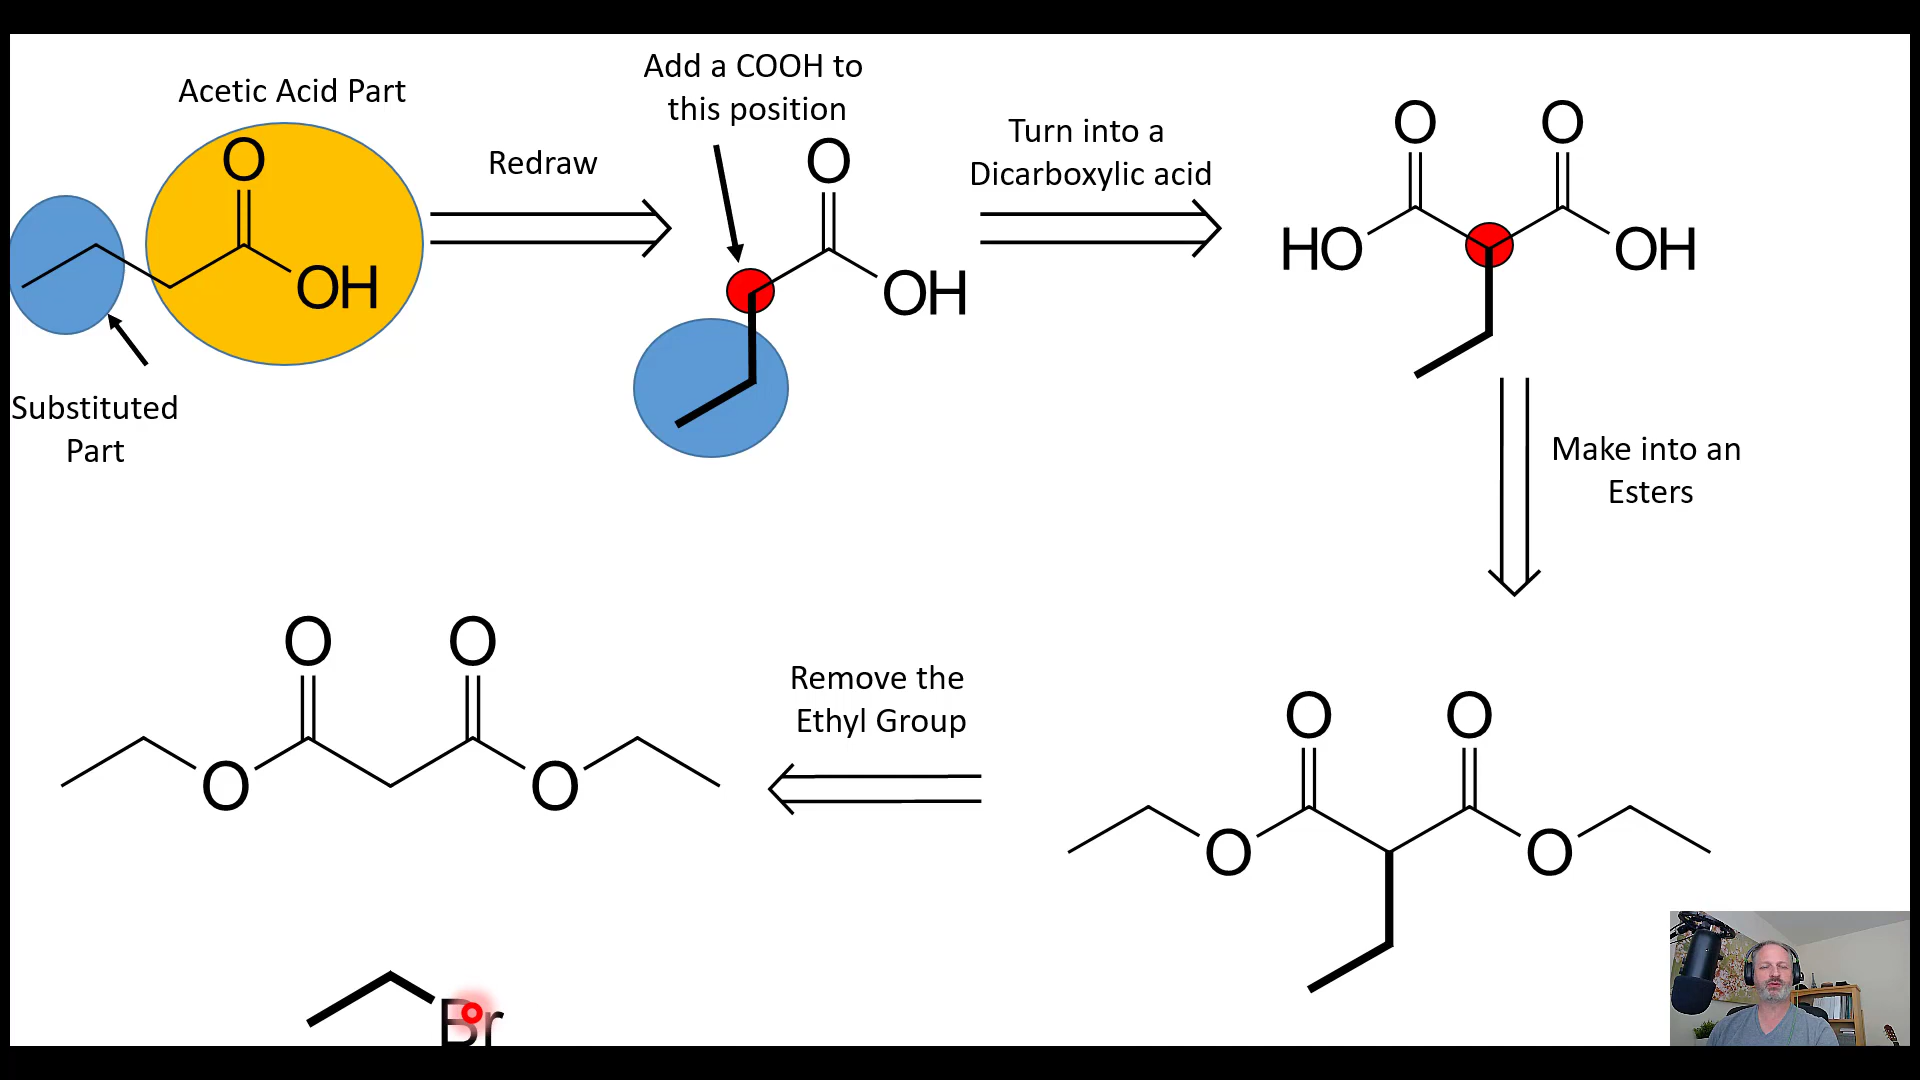 Acetic Acid Part
O
OH
Substituted
Part
Redraw
Add a COOH to
this position
O
OH
Turn into a
Dicarboxylic acid
O
O
HO
OH
Make into an
Esters
O
O
O
O
Remove the
Ethyl Group
O
O
O
O
Br